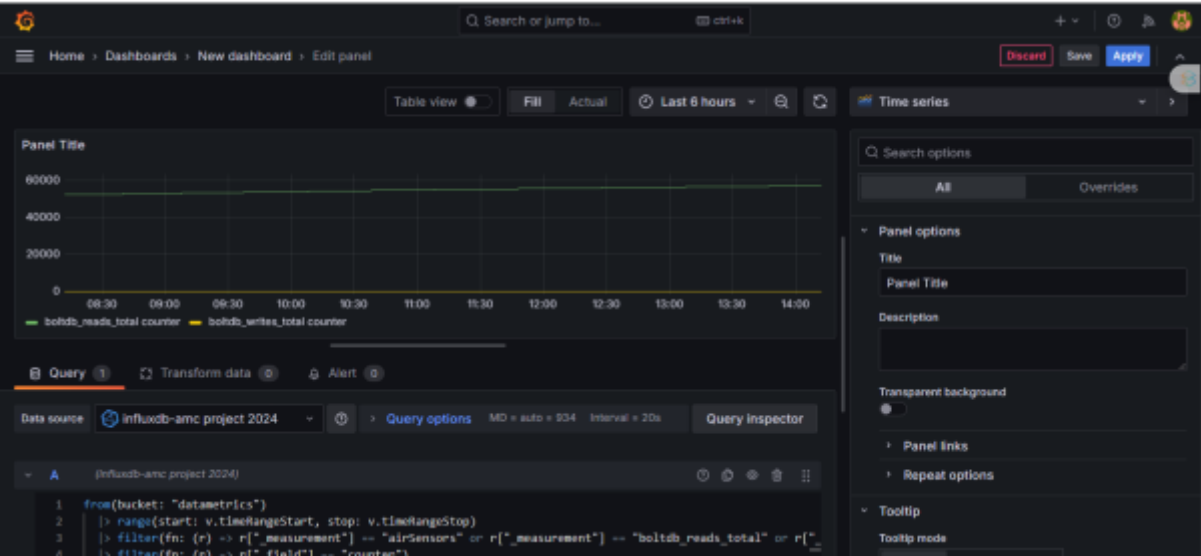 Search or jump to... ctrl+k
Home > Dashboards > New dashboard > Edit panel
Discard Save Apply
Table view Fill Actual Last 6 hours
Time series
Panel Title
60000
40000
20000
0
08:30 09:00 09:30 10:00 10:30 11:00 11:30 12:00 12:30 13:00 13:30 14:00
boltdb_reads_total counter boltdb_writes_total counter
Query 1 Transform data 0 Alert 0
Data source influxdb-amc project 2024 > Query options MD = auto = 934 Interval = 20s Query inspector
A (influxdb-amc project 2024)
1 from(bucket: "datametrics")
2 |> range(start: v.timeRangeStart, stop: v.timeRangeStop)
3 |> filter(fn: (r) => r["_measurement"] == "airSensors" or r["_measurement"] == "boltdb_reads_total" or r["_
4 |> filter(fn: (r) => r["_field"] == "counter")
Search options
All Overrides
Panel options
Title
Panel Title
Description
Transparent background
Panel links
Repeat options
Tooltip
Tooltip mode